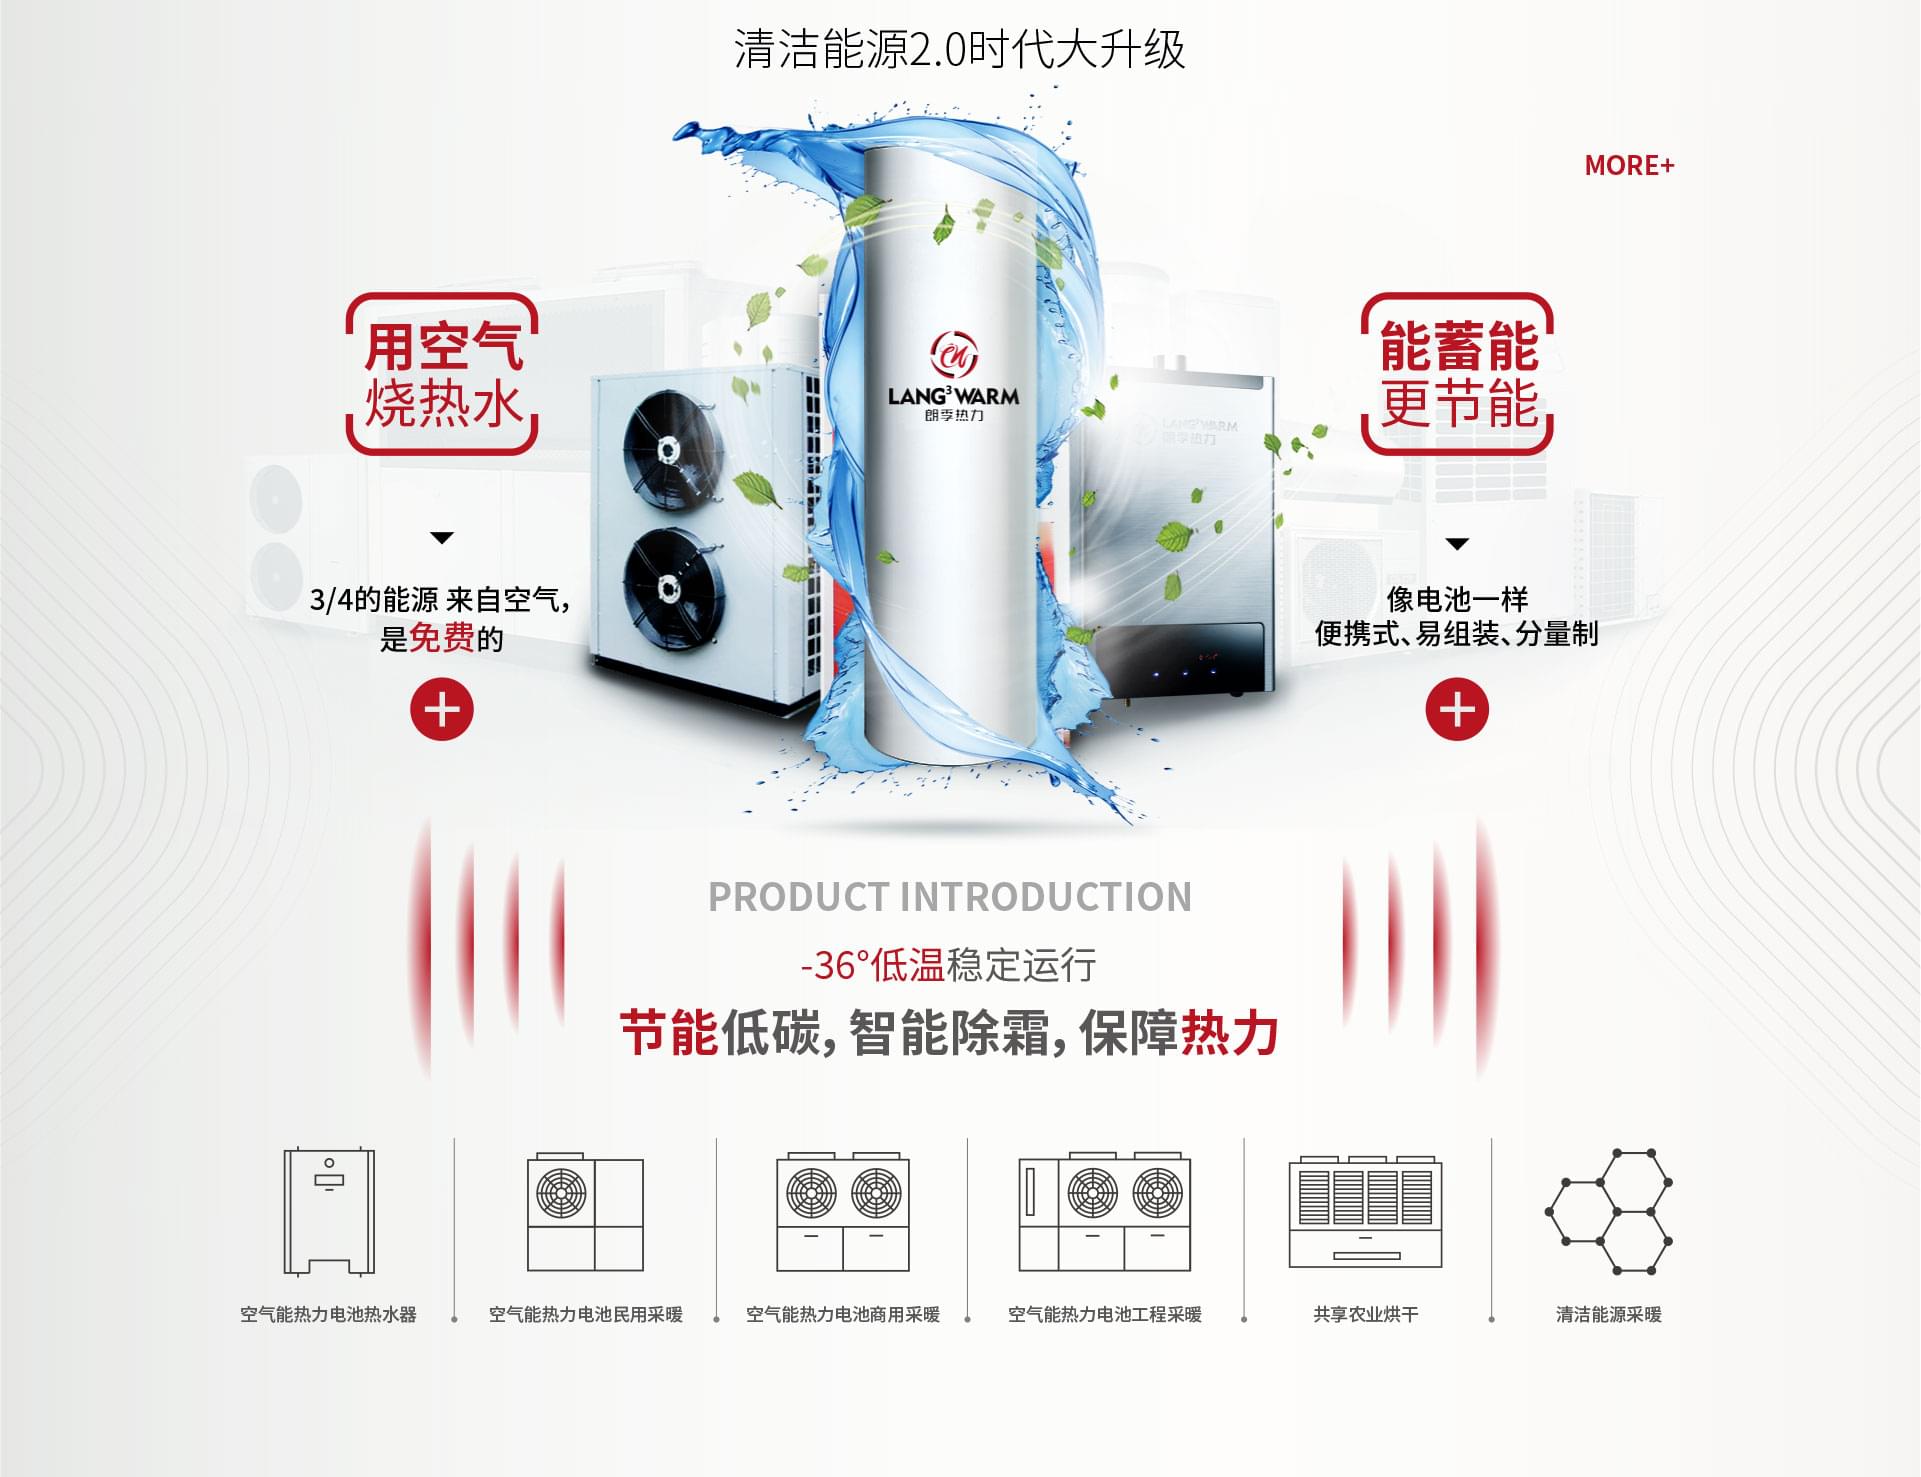 清洁能源2.0时代大升级
MORE+
用空气
烧热水
能蓄能
更节能
LANG3WARM
朗季热力
LANG3WARM
朗季热力
3/4的能源 来自空气，
是免费的
像电池一样
便携式、易组装、分量制
PRODUCT INTRODUCTION
-36°低温稳定运行
节能低碳，智能除霜，保障热力
空气能热力电池热水器
空气能热力电池民用采暖
空气能热力电池商用采暖
空气能热力电池工程采暖
共享农业烘干
清洁能源采暖